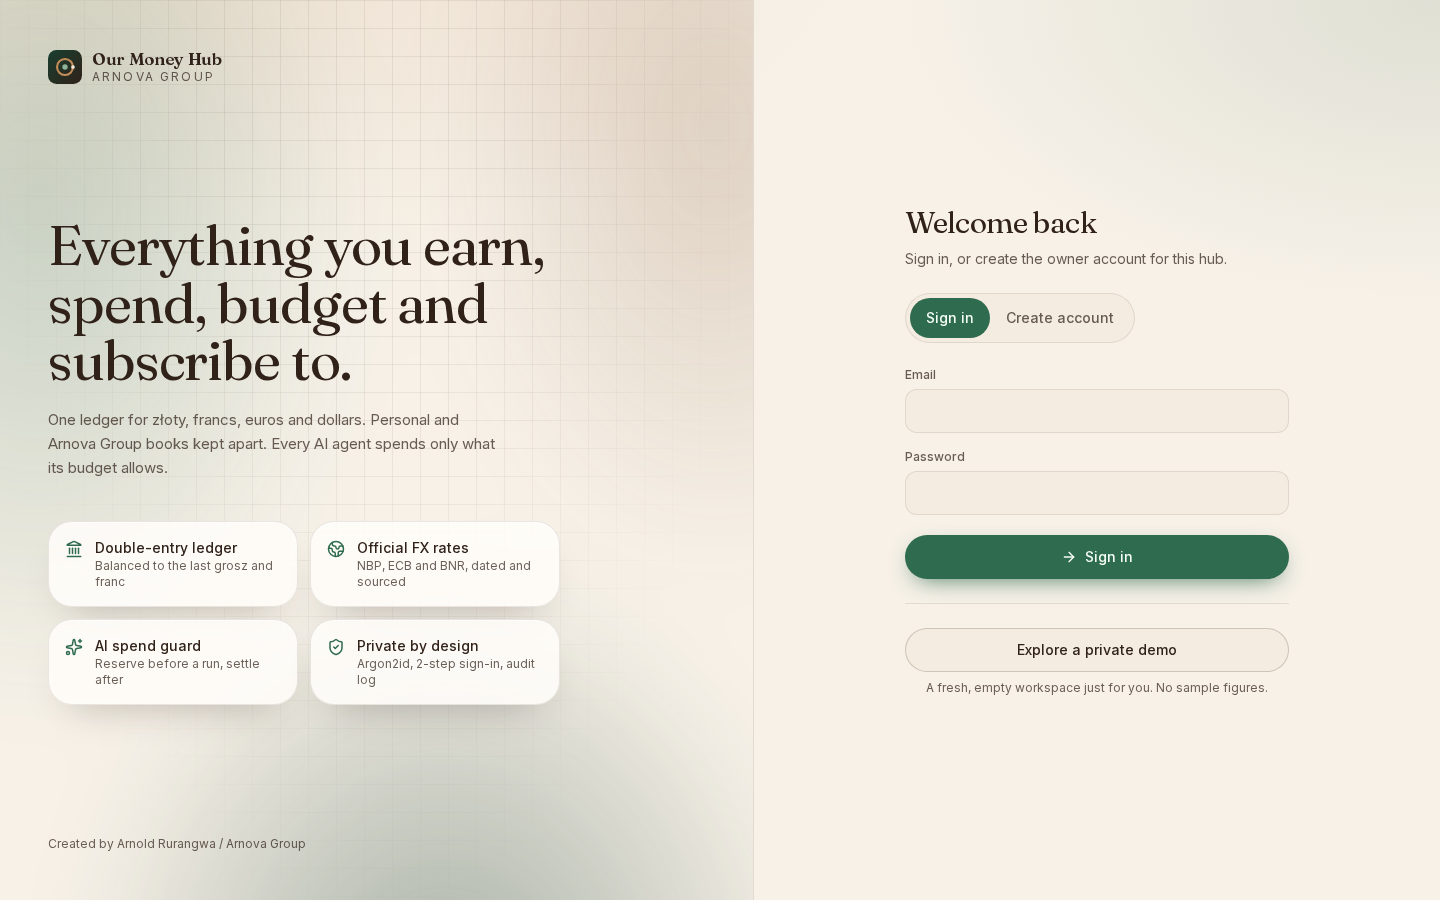 Our Money Hub
ARNOVA GROUP
Everything you earn,
spend, budget and
subscribe to.
One ledger for złoty, francs, euros and dollars. Personal and
Arnova Group books kept apart. Every AI agent spends only what
its budget allows.
Double-entry ledger
Balanced to the last grosz and
franc
Official FX rates
NBP, ECB and BNR, dated and
sourced
AI spend guard
Reserve before a run, settle
after
Private by design
Argon2id, 2-step sign-in, audit
log
Created by Arnold Rurangwa / Arnova Group
Welcome back
Sign in, or create the owner account for this hub.
Sign in
Create account
Email
Password
Sign in
Explore a private demo
A fresh, empty workspace just for you. No sample figures.